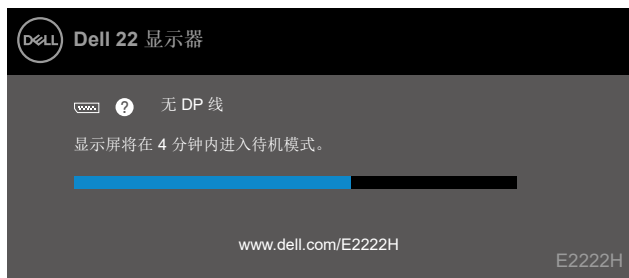 DELL Dell 22 显示器
? 无 DP 线
显示屏将在 4 分钟内进入待机模式。
www.dell.com/E2222H
E2222H